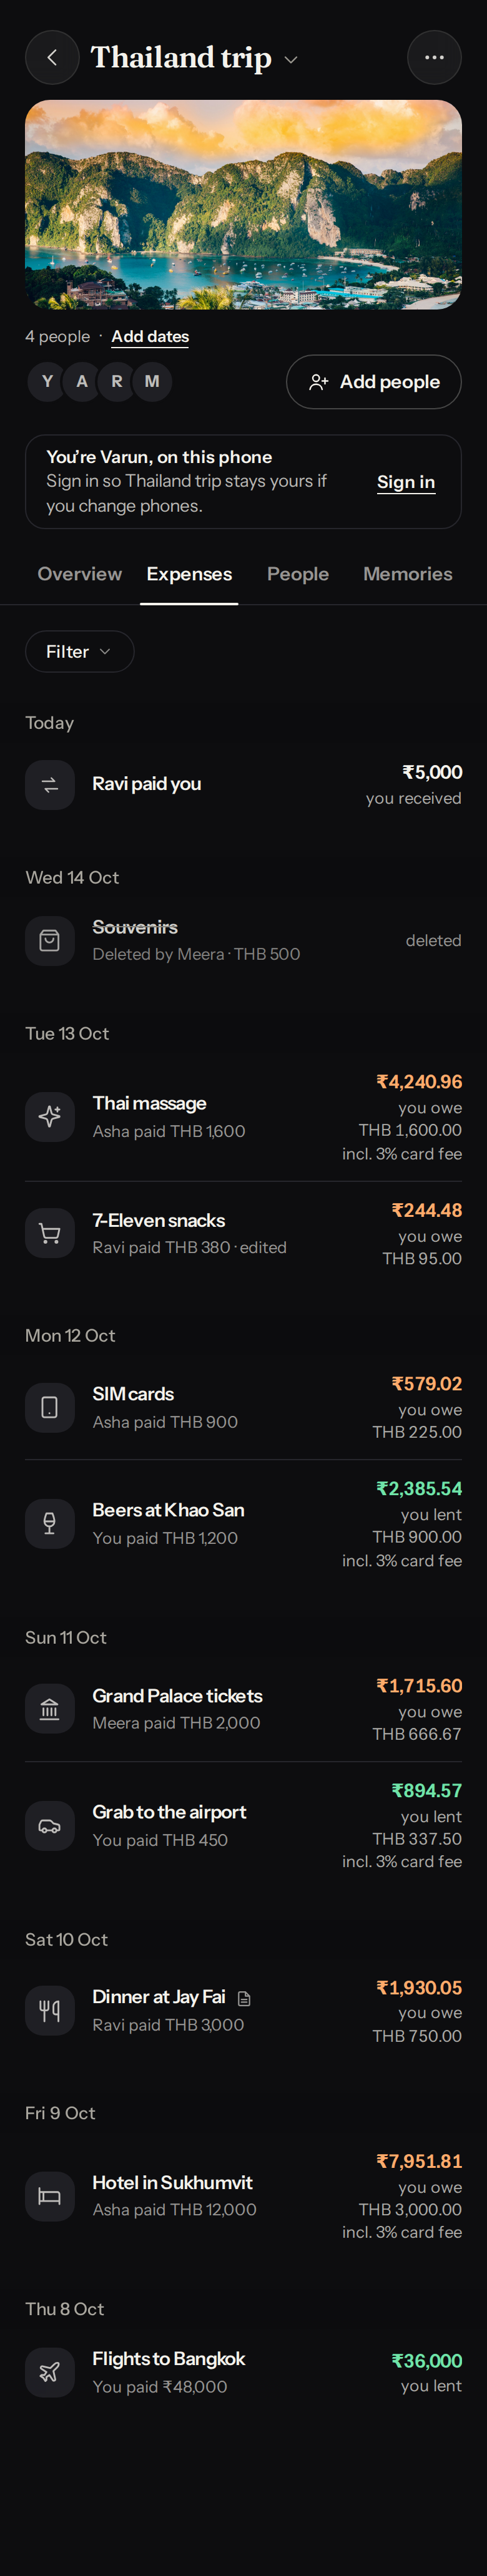 Thailand trip
4 people · Add dates
Y A R M
Add people
You’re Varun, on this phone
Sign in so Thailand trip stays yours if
you change phones.
Sign in
Overview Expenses People Memories
Filter
Today
Ravi paid you
₹5,000
you received
Wed 14 Oct
Souvenirs
Deleted by Meera · THB 500
deleted
Tue 13 Oct
Thai massage
Asha paid THB 1,600
₹4,240.96
you owe
THB 1,600.00
incl. 3% card fee
7-Eleven snacks
Ravi paid THB 380 · edited
₹244.48
you owe
THB 95.00
Mon 12 Oct
SIM cards
Asha paid THB 900
₹579.02
you owe
THB 225.00
Beers at Khao San
You paid THB 1,200
₹2,385.54
you lent
THB 900.00
incl. 3% card fee
Sun 11 Oct
Grand Palace tickets
Meera paid THB 2,000
₹1,715.60
you owe
THB 666.67
Grab to the airport
You paid THB 450
₹894.57
you lent
THB 337.50
incl. 3% card fee
Sat 10 Oct
Dinner at Jay Fai
Ravi paid THB 3,000
₹1,930.05
you owe
THB 750.00
Fri 9 Oct
Hotel in Sukhumvit
Asha paid THB 12,000
₹7,951.81
you owe
THB 3,000.00
incl. 3% card fee
Thu 8 Oct
Flights to Bangkok
You paid ₹48,000
₹36,000
you lent